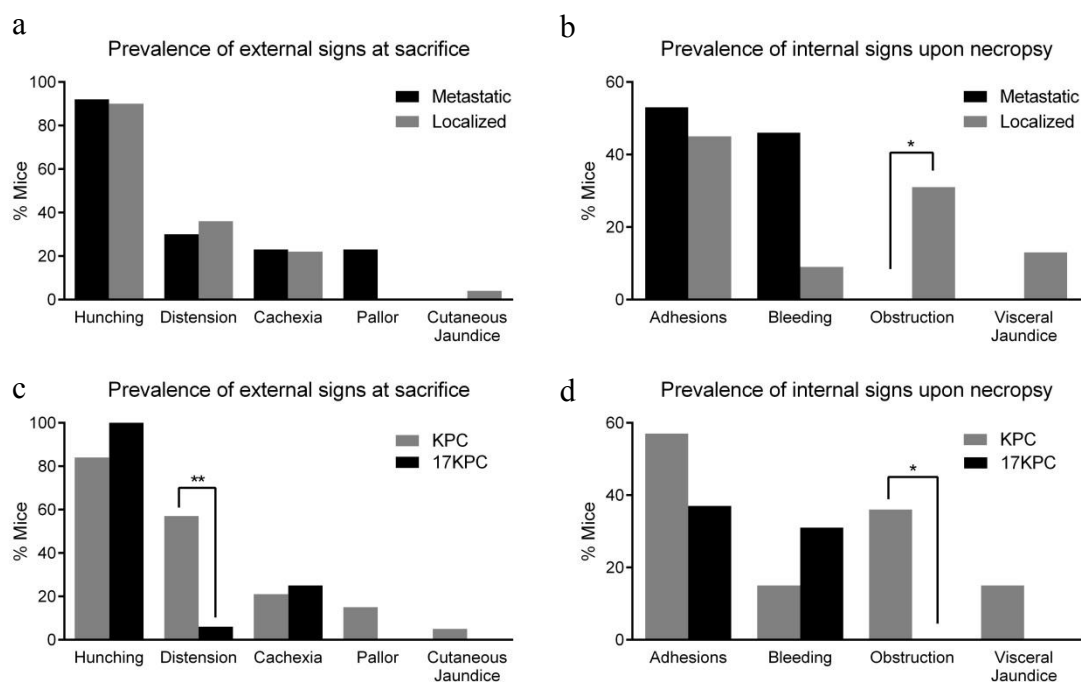 a
Prevalence of external signs at sacrifice
100
80
60
40
20
0
% Mice
Metastatic
Localized
Hunching
Distension
Cachexia
Pallor
Cutaneous
Jaundice
b
Prevalence of internal signs upon necropsy
60
40
20
0
% Mice
Metastatic
Localized
*
Adhesions
Bleeding
Obstruction
Visceral
Jaundice
c
Prevalence of external signs at sacrifice
100
80
60
40
20
0
% Mice
KPC
17KPC
**
Hunching
Distension
Cachexia
Pallor
Cutaneous
Jaundice
d
Prevalence of internal signs upon necropsy
60
40
20
0
% Mice
KPC
17KPC
*
Adhesions
Bleeding
Obstruction
Visceral
Jaundice